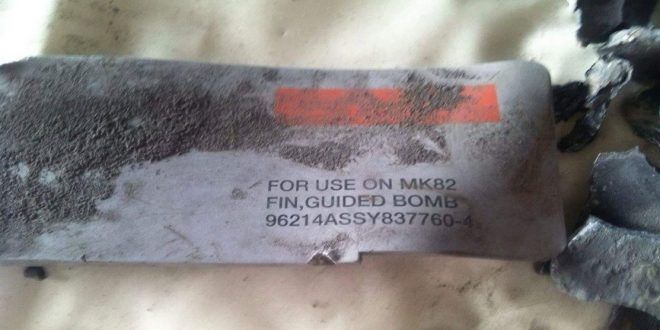 FOR USE ON MK82
FIN,GUIDED BOMB
96214ASSY837760-4